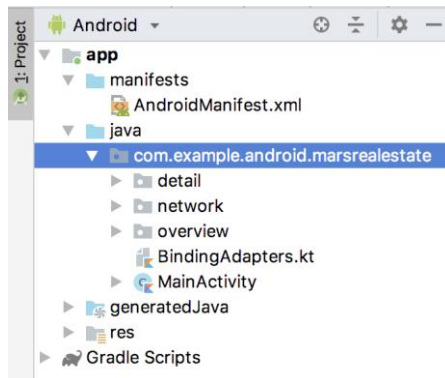 1: Project
Android
app
manifests
AndroidManifest.xml
java
com.example.android.marsrealestate
detail
network
overview
BindingAdapters.kt
MainActivity
generatedJava
res
Gradle Scripts